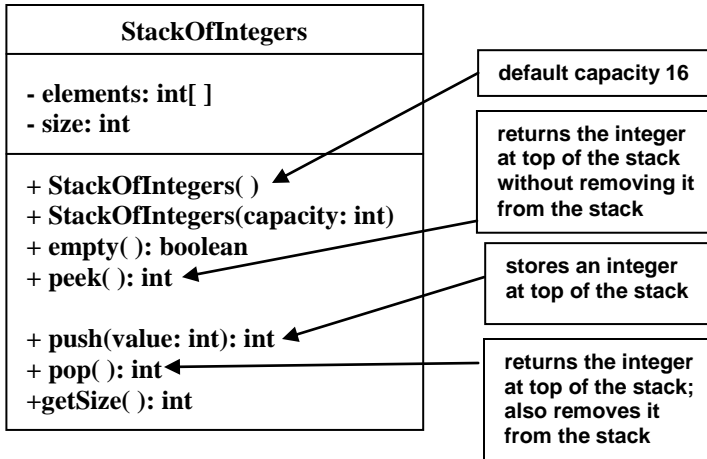 StackOfIntegers
- elements: int[ ]
- size: int
+ StackOfIntegers( )
+ StackOfIntegers(capacity: int)
+ empty( ): boolean
+ peek( ): int
+ push(value: int): int
+ pop( ): int
+getSize( ): int
default capacity 16
returns the integer
at top of the stack
without removing it
from the stack
stores an integer
at top of the stack
returns the integer
at top of the stack;
also removes it
from the stack